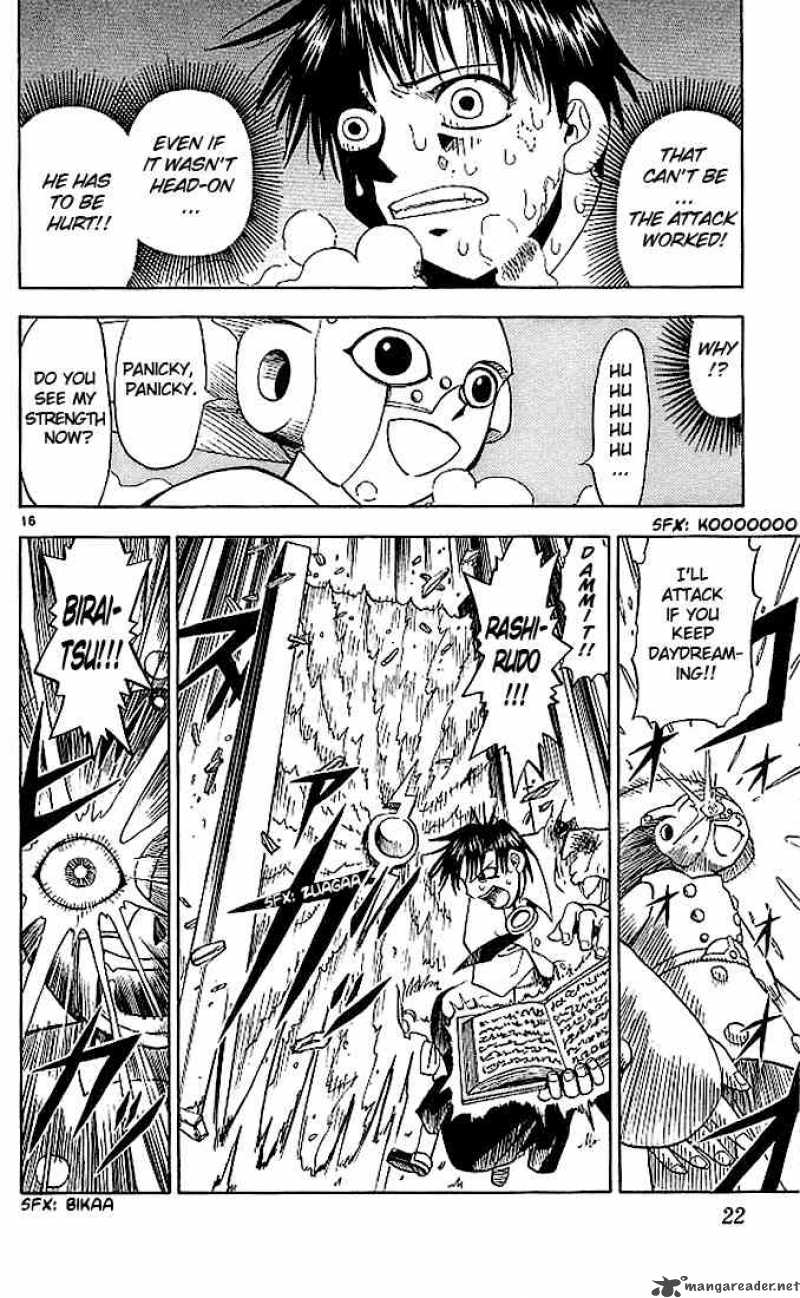 THAT
CAN'T BE
...
THE ATTACK
WORKED!
EVEN IF
IT WASN'T
HEAD-ON
...
HE HAS
TO BE
HURT!!
WHY
!?
HU
HU
HU
HU
HU
...
PANICKY,
PANICKY.
DO YOU
SEE MY
STRENGTH
NOW?
16
SFX: KOOOOOOO
I'LL
ATTACK
IF YOU
KEEP
DAYDREAM-
ING!!
DAMMIT!!
RASHI-
RUDO
!!!
SFX: ZUAGAA
BIRAI-
TSU!!!
SFX: BIKAA
22
mangareader.net